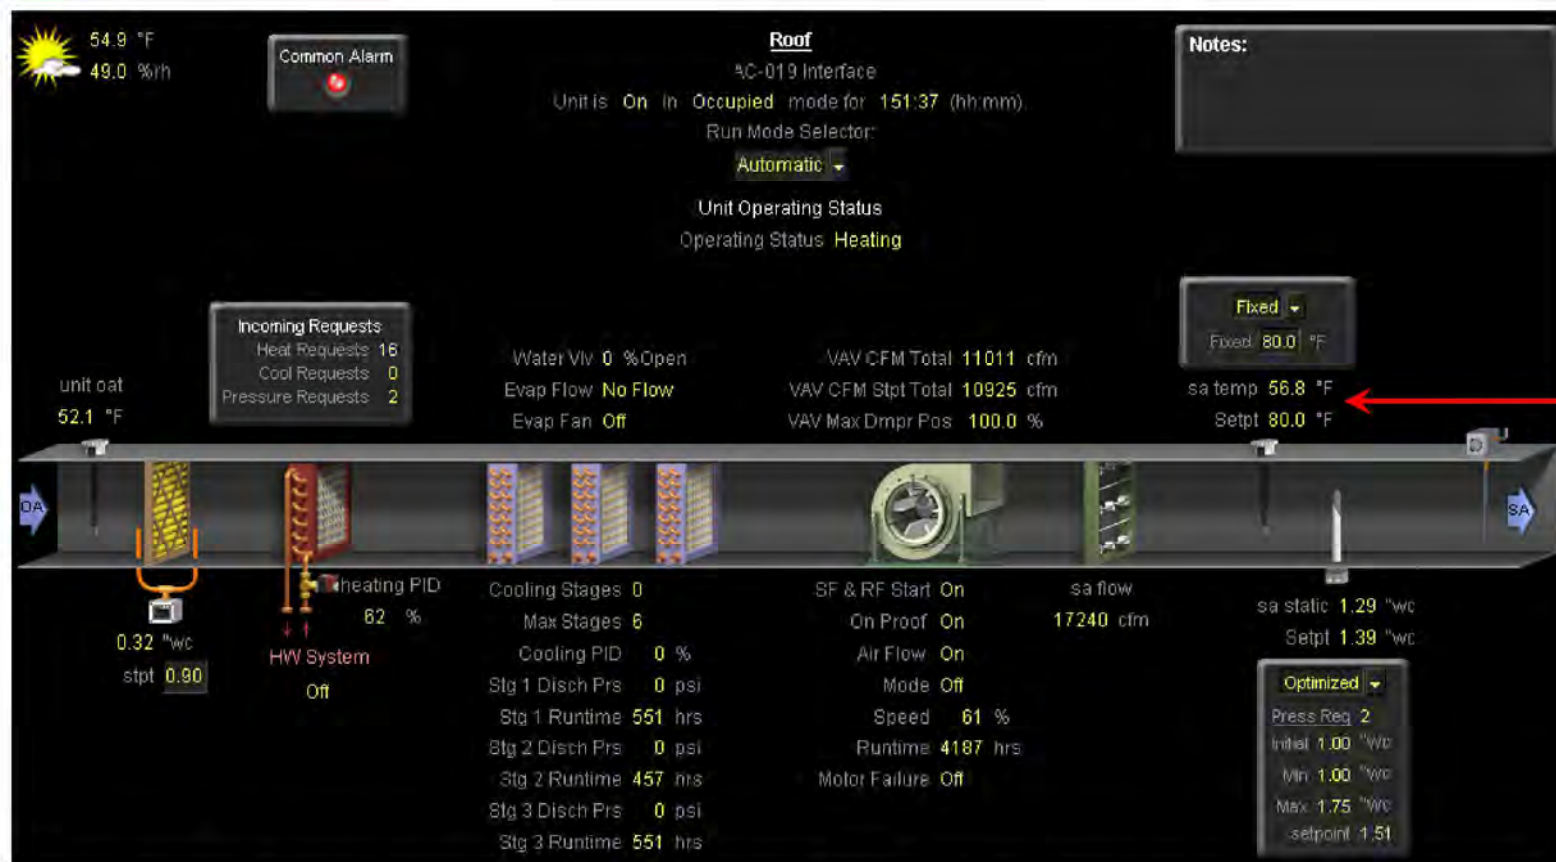 54.9 °F
49.0 %rh
Common Alarm
Roof
AC-019 Interface
Unit is On In Occupied mode for 151:37 (hh:mm)
Run Mode Selector:
Automatic
Unit Operating Status
Operating Status Heating
Notes:
Incoming Requests
Heat Requests 16
Cool Requests 0
Pressure Requests 2
unit oat
52.1 °F
Water Vlv 0 %Open
Evap Flow No Flow
Evap Fan Off
VAV CFM Total 11011 cfm
VAV CFM Stpt Total 10925 cfm
VAV Max Dmpr Pos 100.0 %
Fixed
Fixed 80.0 °F
sa temp 56.8 °F
Setpt 80.0 °F
OA
SA
0.32 "wc
stpt 0.90
heating PID
62 %
HW System
Off
Cooling Stages 0
Max Stages 6
Cooling PID 0 %
Stg 1 Disch Prs 0 psi
Stg 1 Runtime 551 hrs
Stg 2 Disch Prs 0 psi
Stg 2 Runtime 457 hrs
Stg 3 Disch Prs 0 psi
Stg 3 Runtime 551 hrs
SF & RF Start On
On Proof On
Air Flow On
Mode Off
Speed 61 %
Runtime 4187 hrs
Motor Failure Off
sa flow
17240 cfm
sa static 1.29 "wc
Setpt 1.39 "wc
Optimized
Press Req 2
Initial 1.00 "Wc
Min 1.00 "Wc
Max 1.75 "Wc
setpoint 1.51